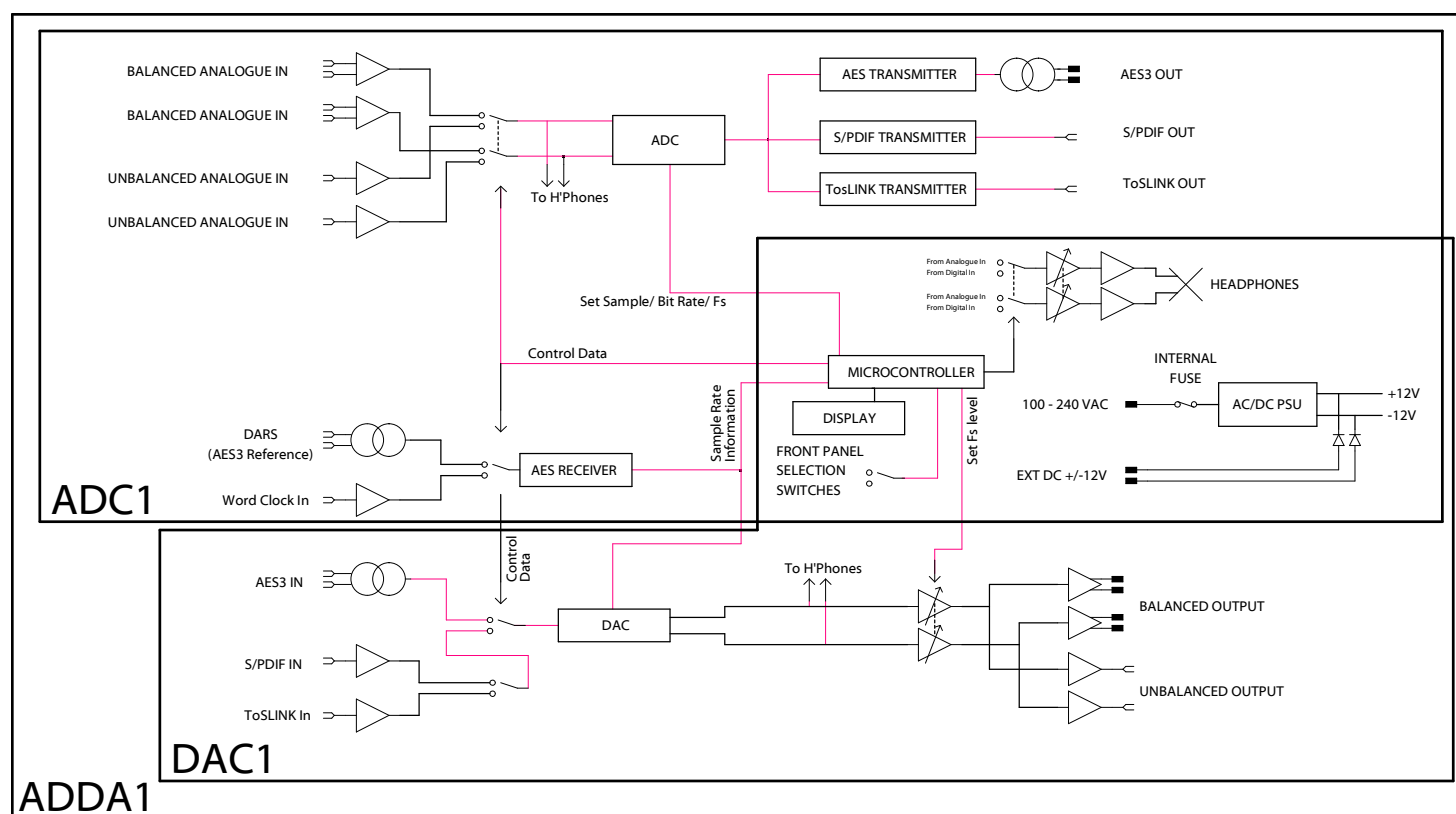 BALANCED ANALOGUE IN
BALANCED ANALOGUE IN
UNBALANCED ANALOGUE IN
UNBALANCED ANALOGUE IN
To H'Phones
ADC
AES TRANSMITTER
S/PDIF TRANSMITTER
TosLINK TRANSMITTER
AES3 OUT
S/PDIF OUT
ToSLINK OUT
From Analogue In
From Digital In
From Analogue In
From Digital In
HEADPHONES
Set Sample/ Bit Rate/ Fs
Control Data
MICROCONTROLLER
DISPLAY
INTERNAL
FUSE
100 - 240 VAC
AC/DC PSU
+12V
-12V
EXT DC +/-12V
DARS
(AES3 Reference)
Word Clock In
AES RECEIVER
Sample Rate
Information
FRONT PANEL
SELECTION
SWITCHES
Set Fs level
ADC1
AES3 IN
S/PDIF IN
ToSLINK In
Control
Data
DAC
To H'Phones
BALANCED OUTPUT
UNBALANCED OUTPUT
DAC1
ADDA1